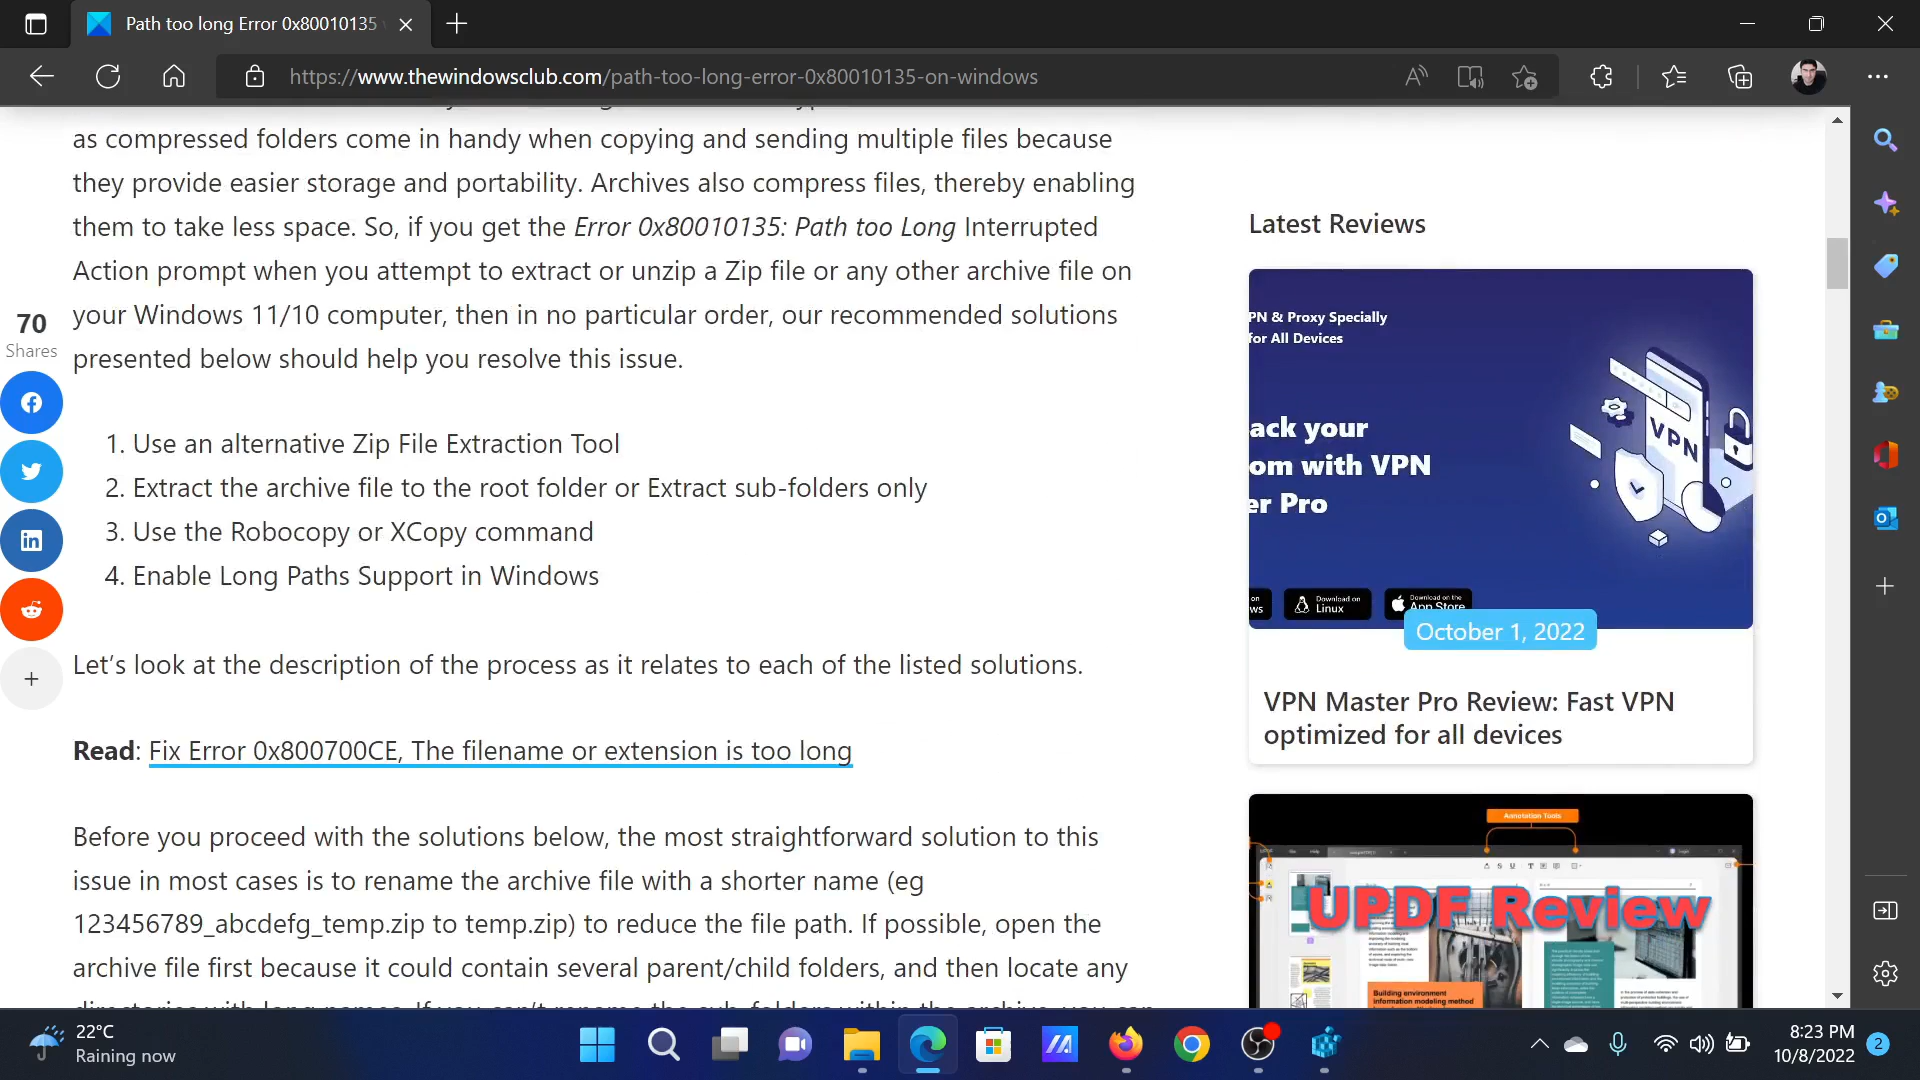 Path too long Error 0x80010135
https://www.thewindowsclub.com/path-too-long-error-0x80010135-on-windows
as compressed folders come in handy when copying and sending multiple files because
they provide easier storage and portability. Archives also compress files, thereby enabling
them to take less space. So, if you get the Error 0x80010135: Path too Long Interrupted
Action prompt when you attempt to extract or unzip a Zip file or any other archive file on
your Windows 11/10 computer, then in no particular order, our recommended solutions
presented below should help you resolve this issue.
70
Shares
1. Use an alternative Zip File Extraction Tool
2. Extract the archive file to the root folder or Extract sub-folders only
3. Use the Robocopy or XCopy command
4. Enable Long Paths Support in Windows
Let's look at the description of the process as it relates to each of the listed solutions.
Read: Fix Error 0x800700CE, The filename or extension is too long
Before you proceed with the solutions below, the most straightforward solution to this
issue in most cases is to rename the archive file with a shorter name (eg
123456789_abcdefg_temp.zip to temp.zip) to reduce the file path. If possible, open the
archive file first because it could contain several parent/child folders, and then locate any
Latest Reviews
PN & Proxy Specially
for All Devices
ack your
om with VPN
er Pro
VPN
ws
Download on
Linux
Download on the
App Store
October 1, 2022
VPN Master Pro Review: Fast VPN
optimized for all devices
Annotation Tools
UPDF Review
Building environment
information modeling method
22°C
Raining now
8:23 PM
10/8/2022
2